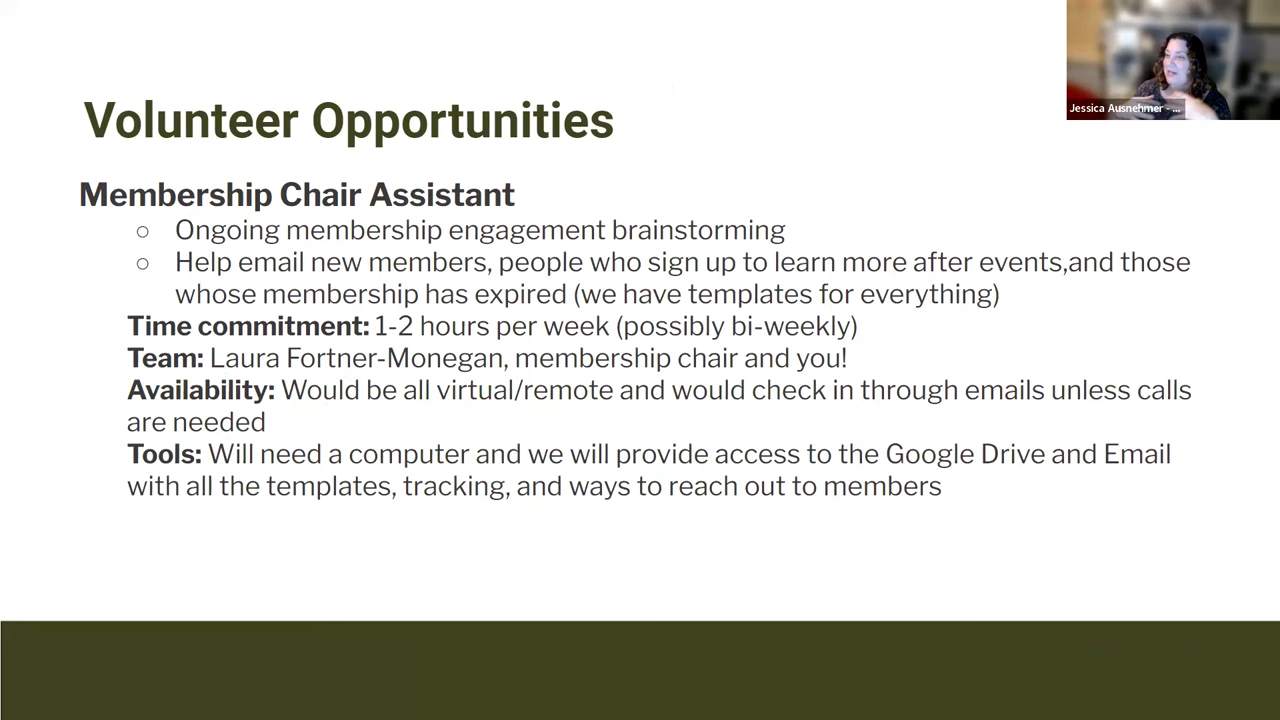 Jessica Ausnehmer - ...
Volunteer Opportunities
Membership Chair Assistant
○ Ongoing membership engagement brainstorming
○ Help email new members, people who sign up to learn more after events,and those
whose membership has expired (we have templates for everything)
Time commitment: 1-2 hours per week (possibly bi-weekly)
Team: Laura Fortner-Monegan, membership chair and you!
Availability: Would be all virtual/remote and would check in through emails unless calls
are needed
Tools: Will need a computer and we will provide access to the Google Drive and Email
with all the templates, tracking, and ways to reach out to members